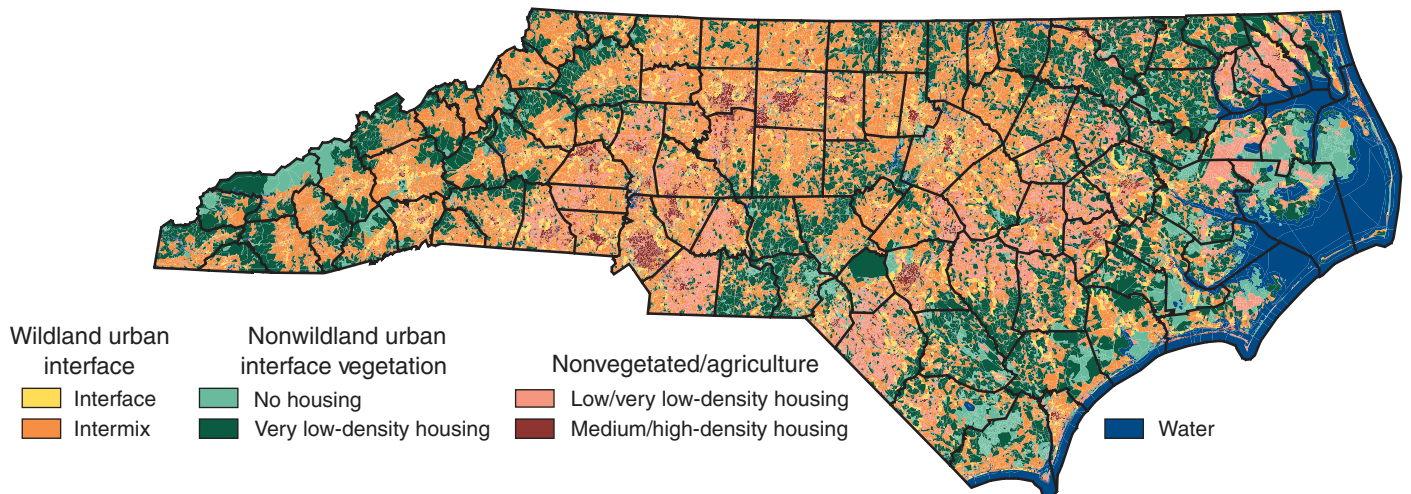 Wildland urban
interface
Interface
Intermix
Nonwildland urban
interface vegetation
No housing
Very low-density housing
Nonvegetated/agriculture
Low/very low-density housing
Medium/high-density housing
Water